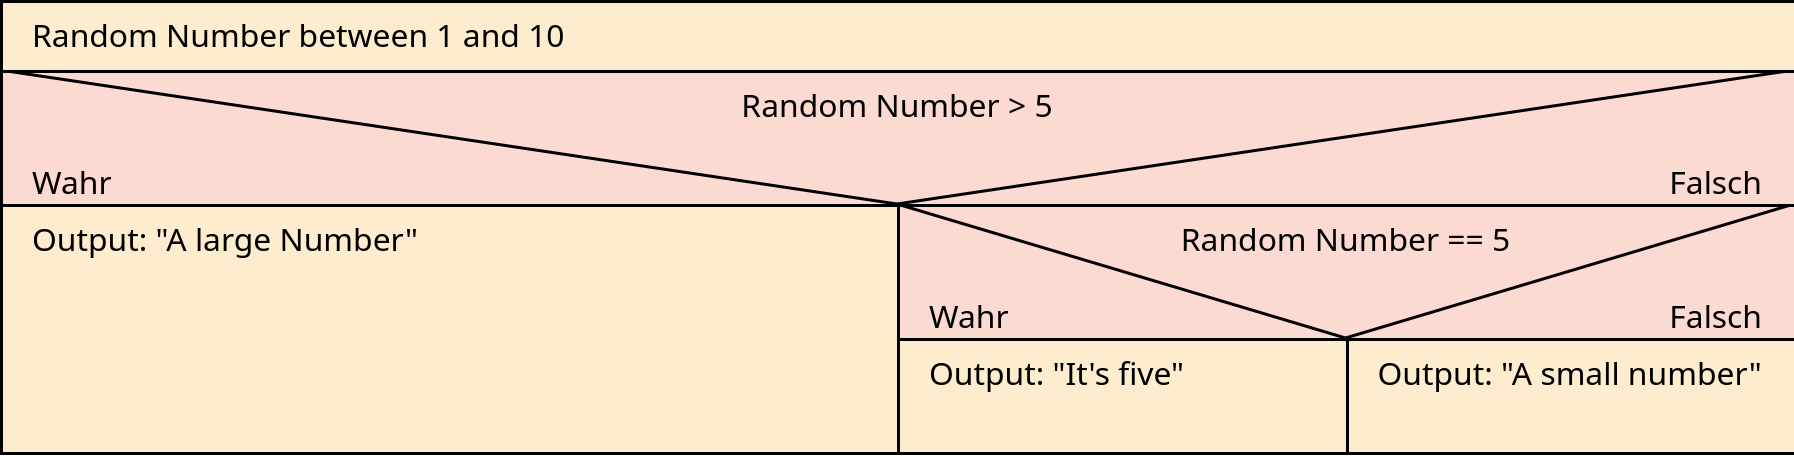 Random Number between 1 and 10
Random Number > 5
Wahr
Falsch
Output: "A large Number"
Random Number == 5
Wahr
Falsch
Output: "It's five"
Output: "A small number"